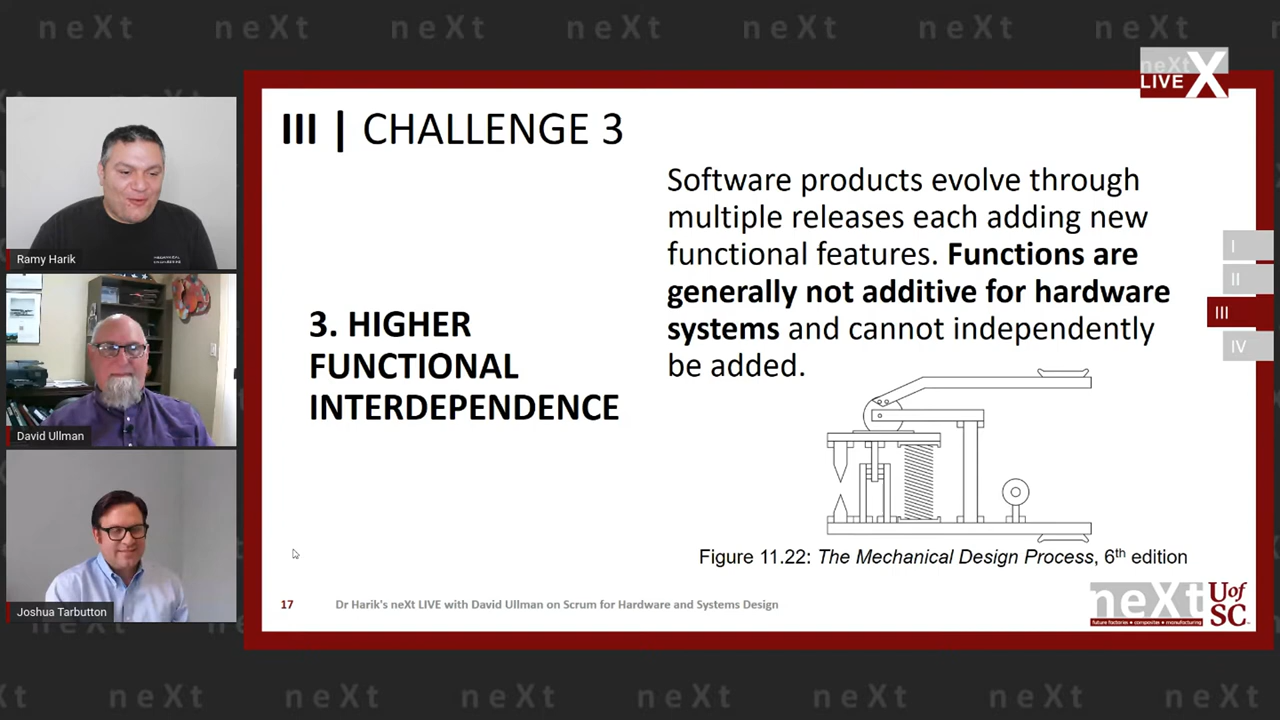 neXt neXt neXt neXt neXt neXt neXt
neXt
LIVE X
III | CHALLENGE 3
Software products evolve through
multiple releases each adding new
functional features. Functions are
generally not additive for hardware
systems and cannot independently
be added.
3. HIGHER
FUNCTIONAL
INTERDEPENDENCE
I
II
III
IV
Ramy Harik
David Ullman
Joshua Tarbutton
Figure 11.22: The Mechanical Design Process, 6th edition
17
Dr Harik's neXt LIVE with David Ullman on Scrum for Hardware and Systems Design
neXt
future factories • composites • manufacturing
UofSC
neXt neXt neXt neXt neXt neXt neXt